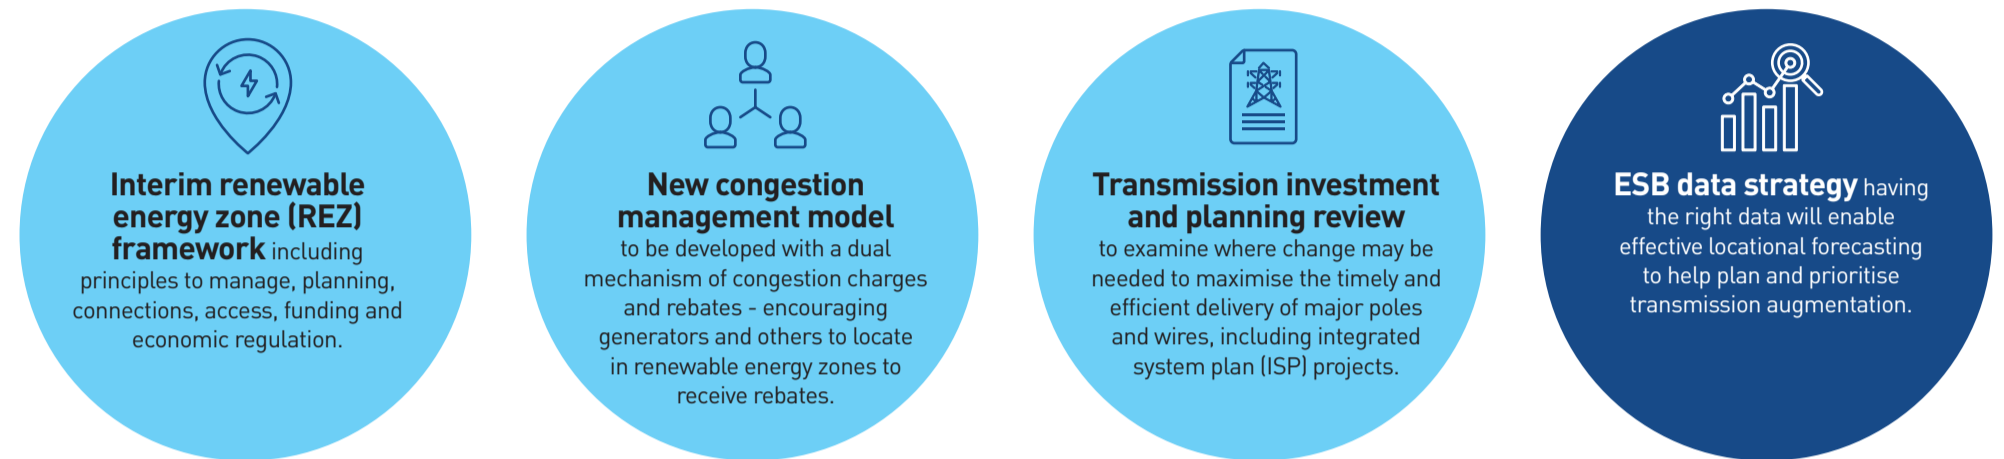 Interim renewable
energy zone (REZ)
framework including
principles to manage, planning,
connections, access, funding and
economic regulation.
New congestion
management model
to be developed with a dual
mechanism of congestion charges
and rebates - encouraging
generators and others to locate
in renewable energy zones to
receive rebates.
Transmission investment
and planning review
to examine where change may be
needed to maximise the timely and
efficient delivery of major poles
and wires, including integrated
system plan (ISP) projects.
ESB data strategy having
the right data will enable
effective locational forecasting
to help plan and prioritise
transmission augmentation.